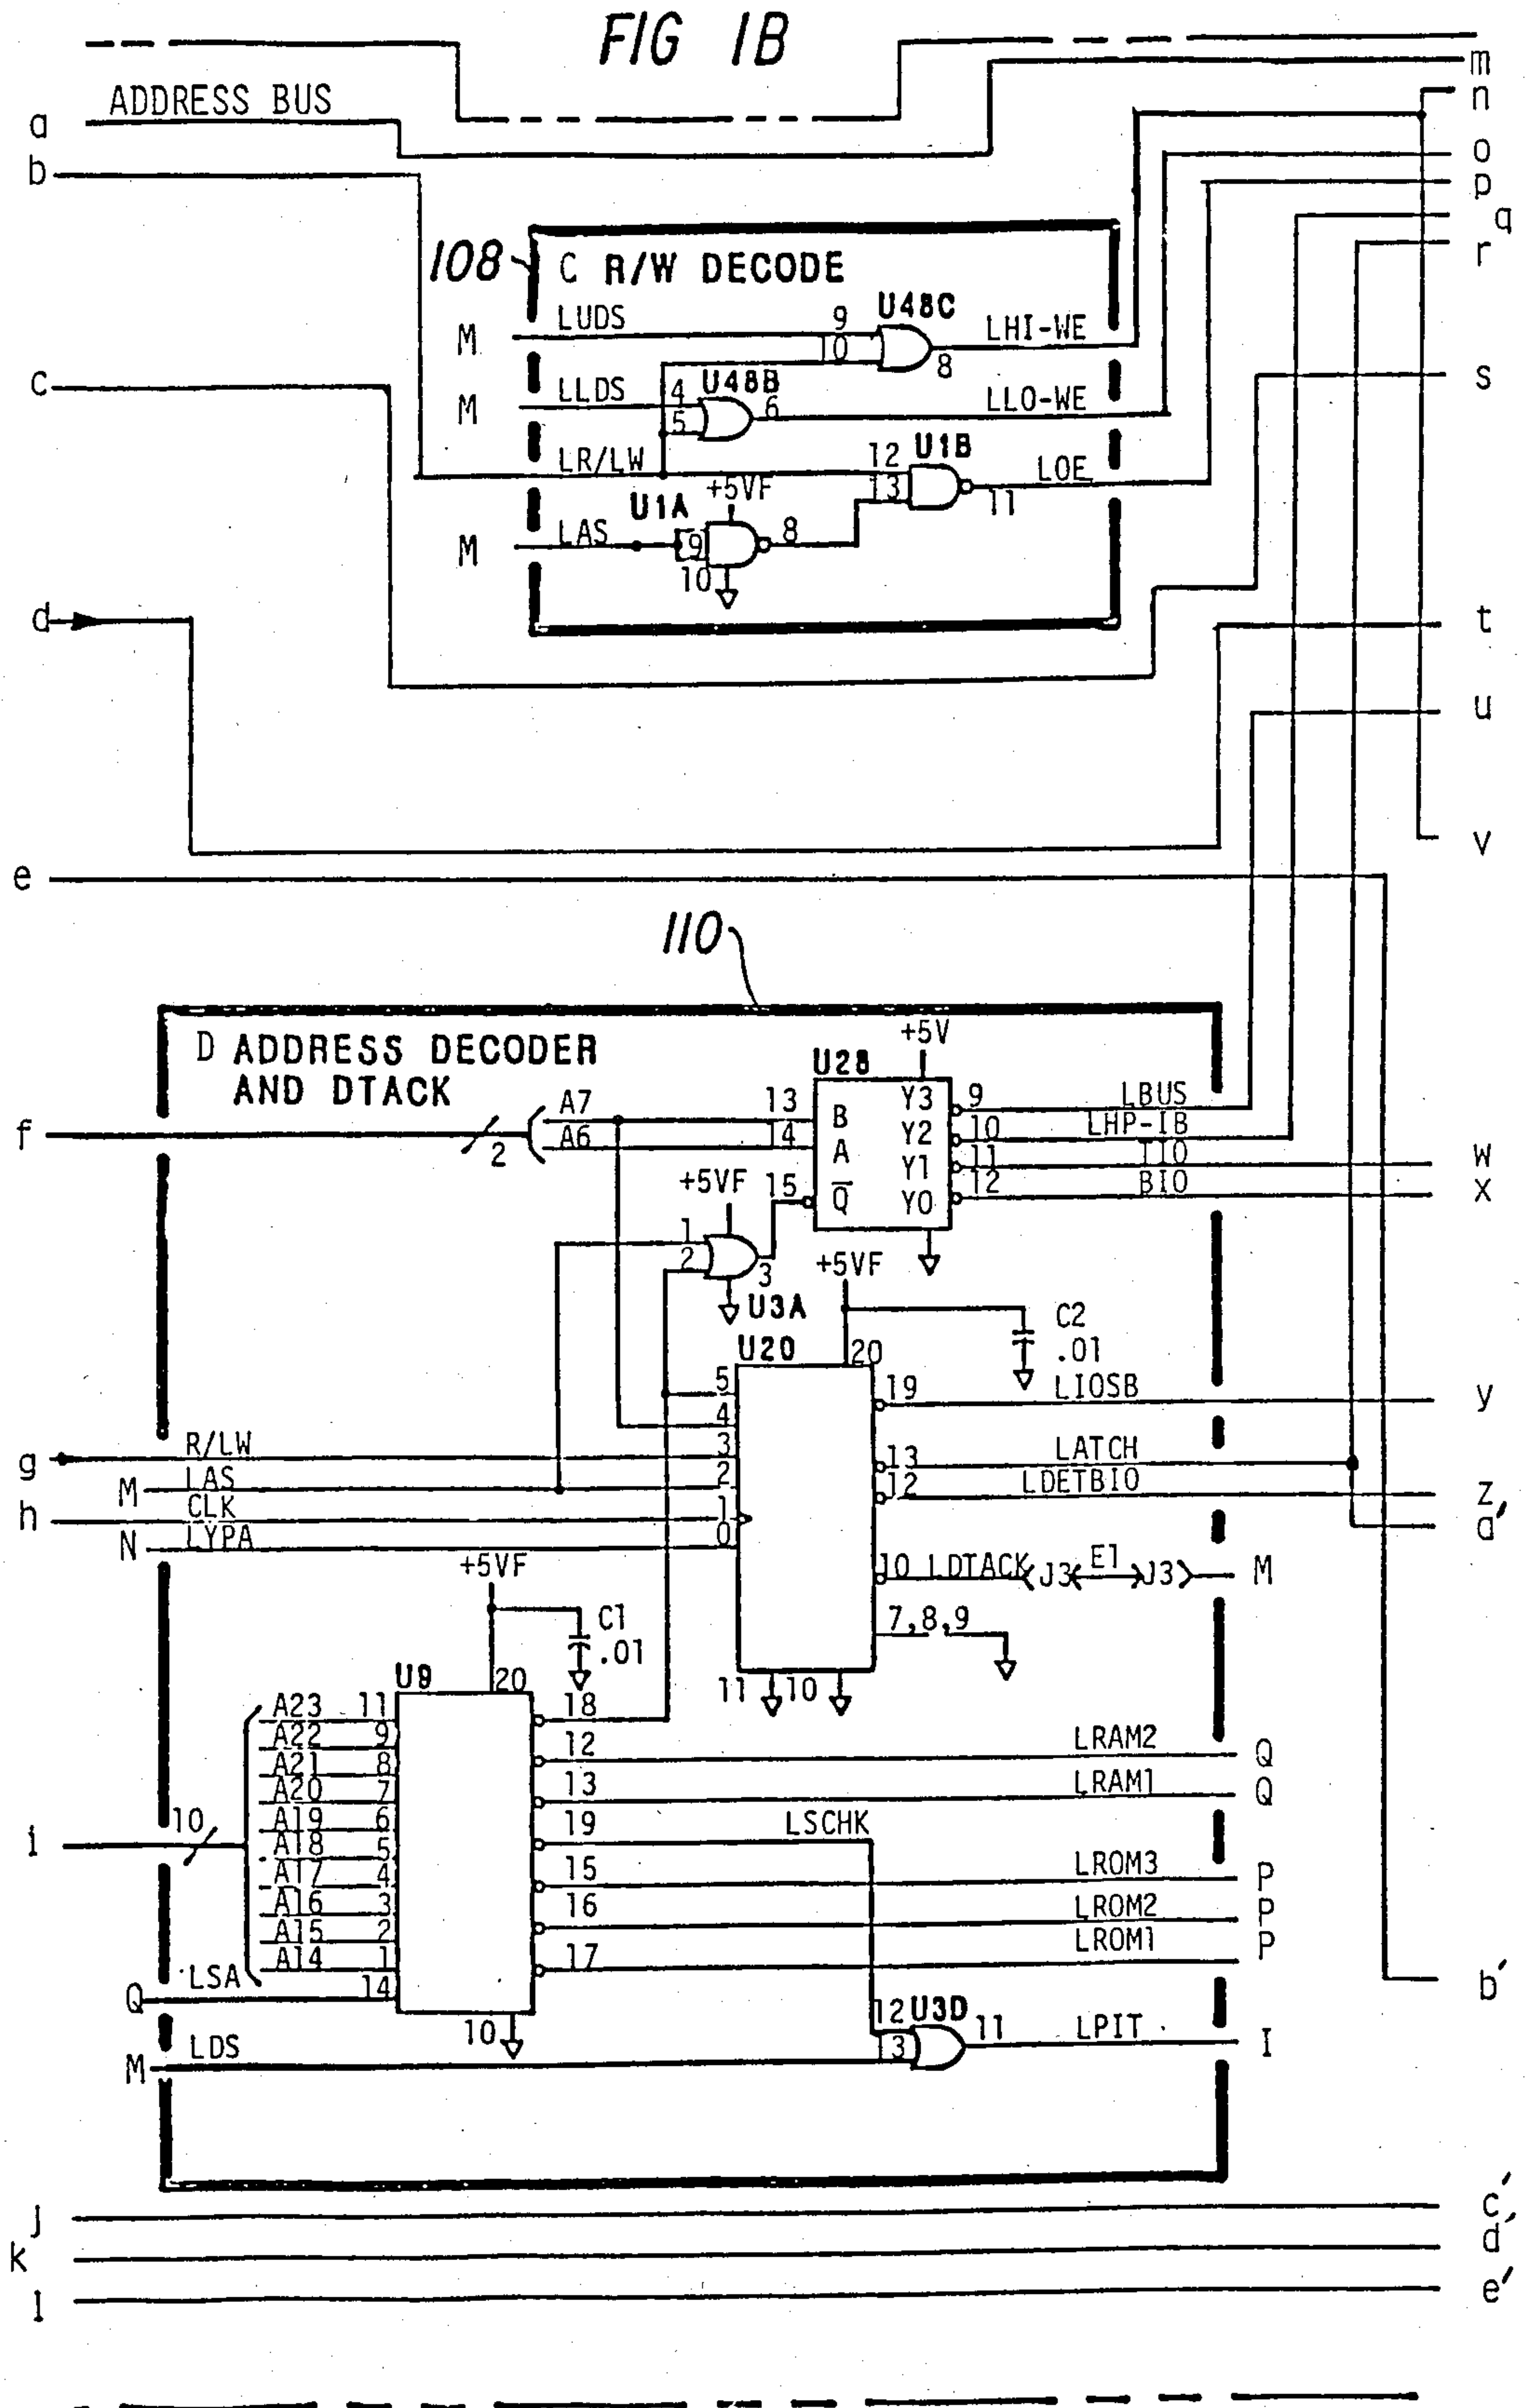 FIG 1B
m
n
ADDRESS BUS
a
o
b
p
q
r
108
C R/W DECODE
U48C
LUDS
9
M
10
LHI-WE
8
c
s
U48B
LLDS
4
M
5
6
LLO-WE
U1B
LR/LW
12
+5VF
13
LOE
11
U1A
LAS
9
8
M
10
d
t
u
v
e
110
D ADDRESS DECODER
AND DTACK
+5V
U28
A7
13
B
Y3
9
LBUS
f
2
A6
14
A
Y2
10
LHP-IB
Y1
11
IIO
w
+5VF
15
Q
Y0
12
BIO
x
1
2
3
+5VF
U3A
C2
.01
U20
20
5
19
LIOSB
y
4
g
R/LW
3
13
LATCH
M
LAS
2
12
LDETBIO
z
h
CLK
1
a'
N
LYPA
0
+5VF
10
LDTACK
J3
E1
J3
M
C1
.01
7,8,9
U9
20
11
10
A23
11
18
A22
9
12
LRAM2
Q
A21
8
A20
7
13
LRAM1
Q
10
A19
6
19
LSCHK
i
A18
5
A17
4
15
LROM3
P
A16
3
16
LROM2
P
A15
2
A14
1
17
LROM1
P
LSA
14
b'
Q
10
12
U3D
M
LDS
13
11
LPIT
I
j
c'
k
d'
l
e'